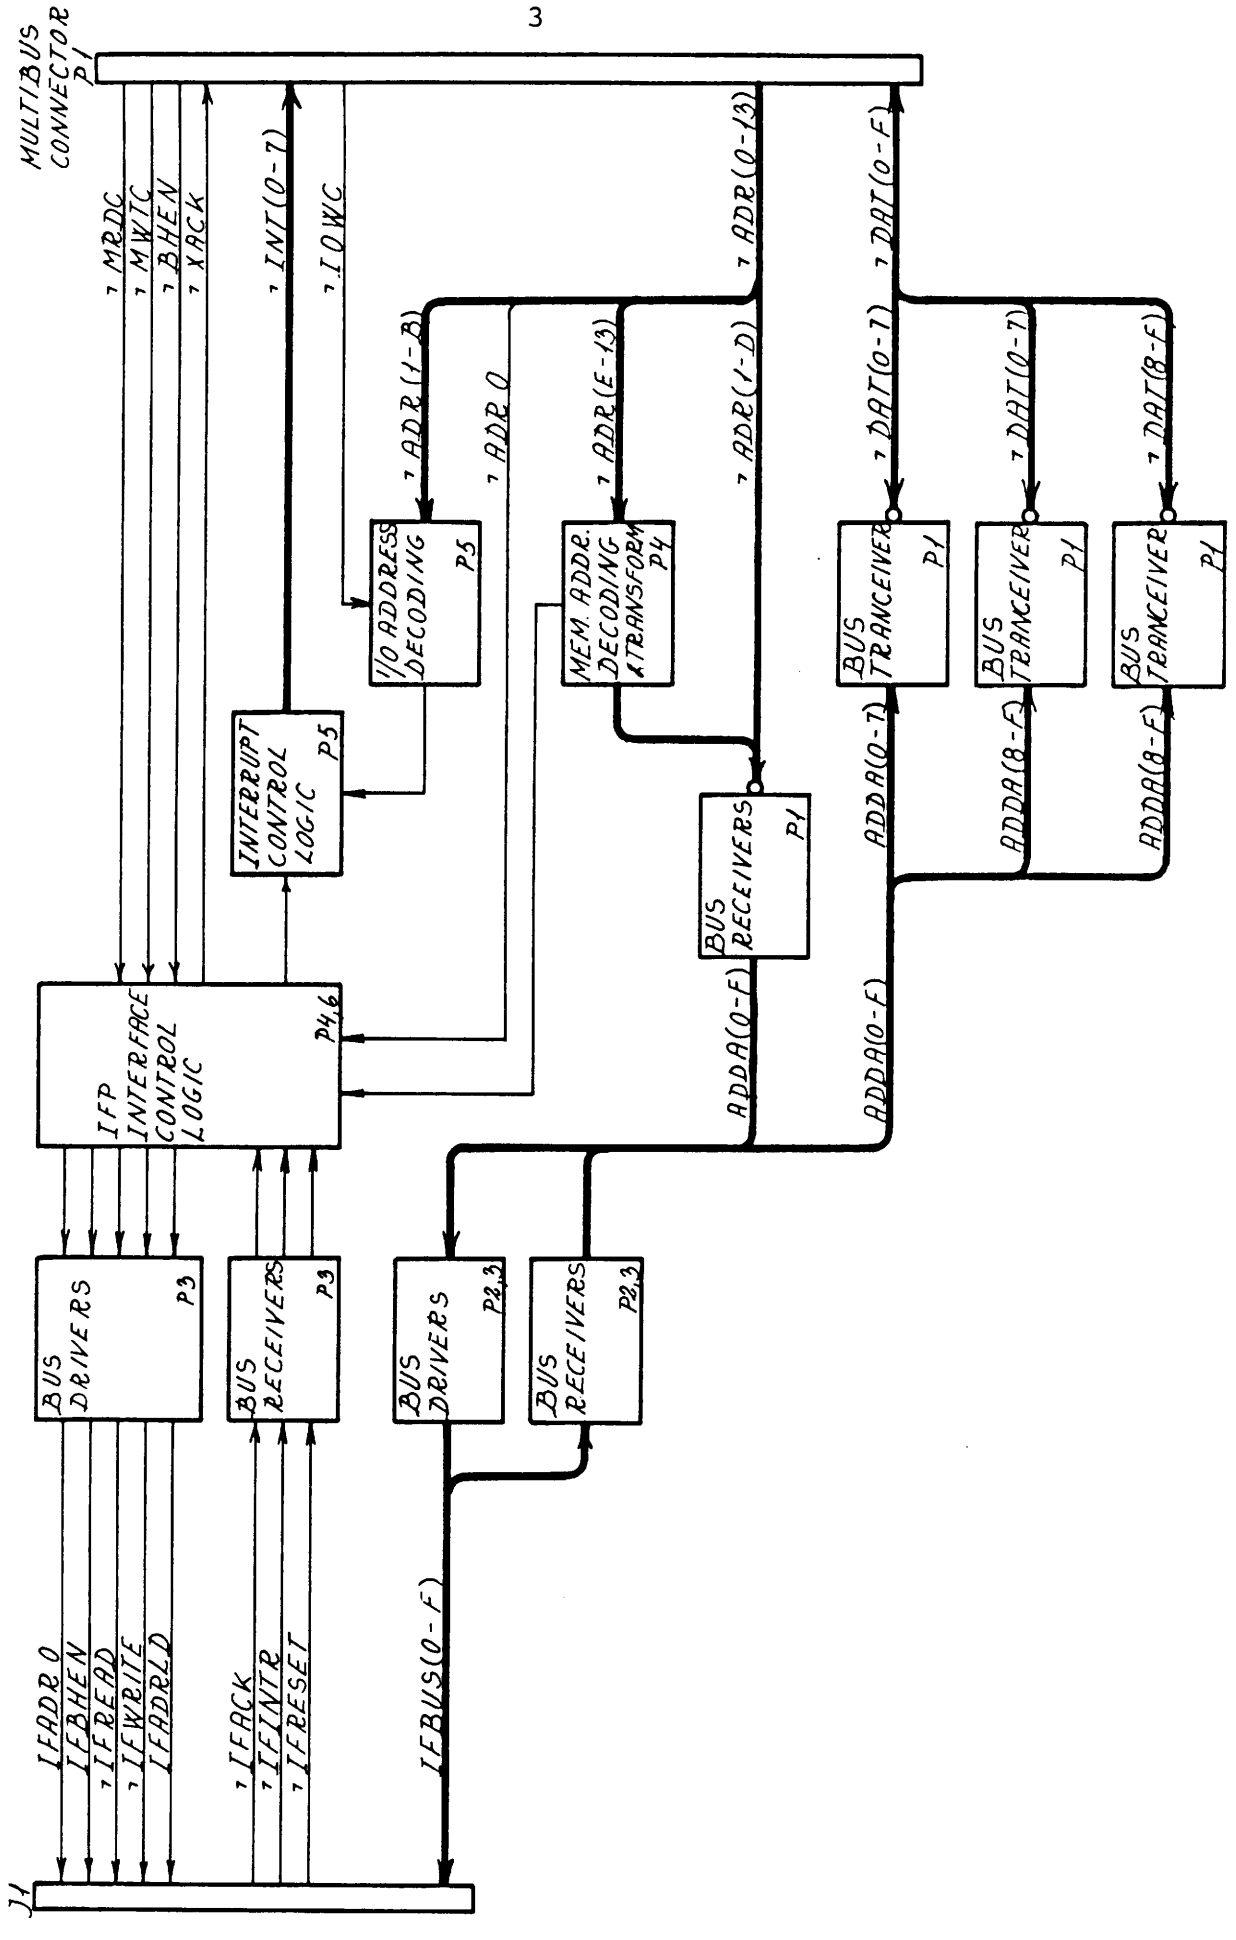 3
MULTIBUS
CONNECTOR
P1
¬ MRDC
¬ MWTC
¬ BHEN
¬ XACK
¬ INT(0-7)
¬ IOWC
¬ ADR(0-13)
¬ DAT(0-F)
¬ ADR(1-B)
¬ ADR 0
¬ ADR(E-13)
¬ ADR(1-D)
¬ DAT(0-7)
¬ DAT(0-7)
¬ DAT(8-F)
I/O ADDRESS
DECODING
P5
MEM. ADDR.
DECODING
&TRANSFORM
P4
BUS
TRANCEIVER
P1
BUS
TRANCEIVER
P1
BUS
TRANCEIVER
P1
INTERRUPT
CONTROL
LOGIC
P5
BUS
RECEIVERS
P1
ADDA(0-7)
ADDA(8-F)
ADDA(8-F)
IFP
INTERFACE
CONTROL
LOGIC
P4,6
ADDA(0-F)
ADDA(0-F)
BUS
DRIVERS
P3
BUS
RECEIVERS
P3
BUS
DRIVERS
P2,3
BUS
RECEIVERS
P2,3
IFADR0
IFBHEN
¬ IFREAD
¬ IFWRITE
IFADRLD
¬ IFACK
¬ IFINTR
¬ IFRESET
IFBUS(0-F)
J1